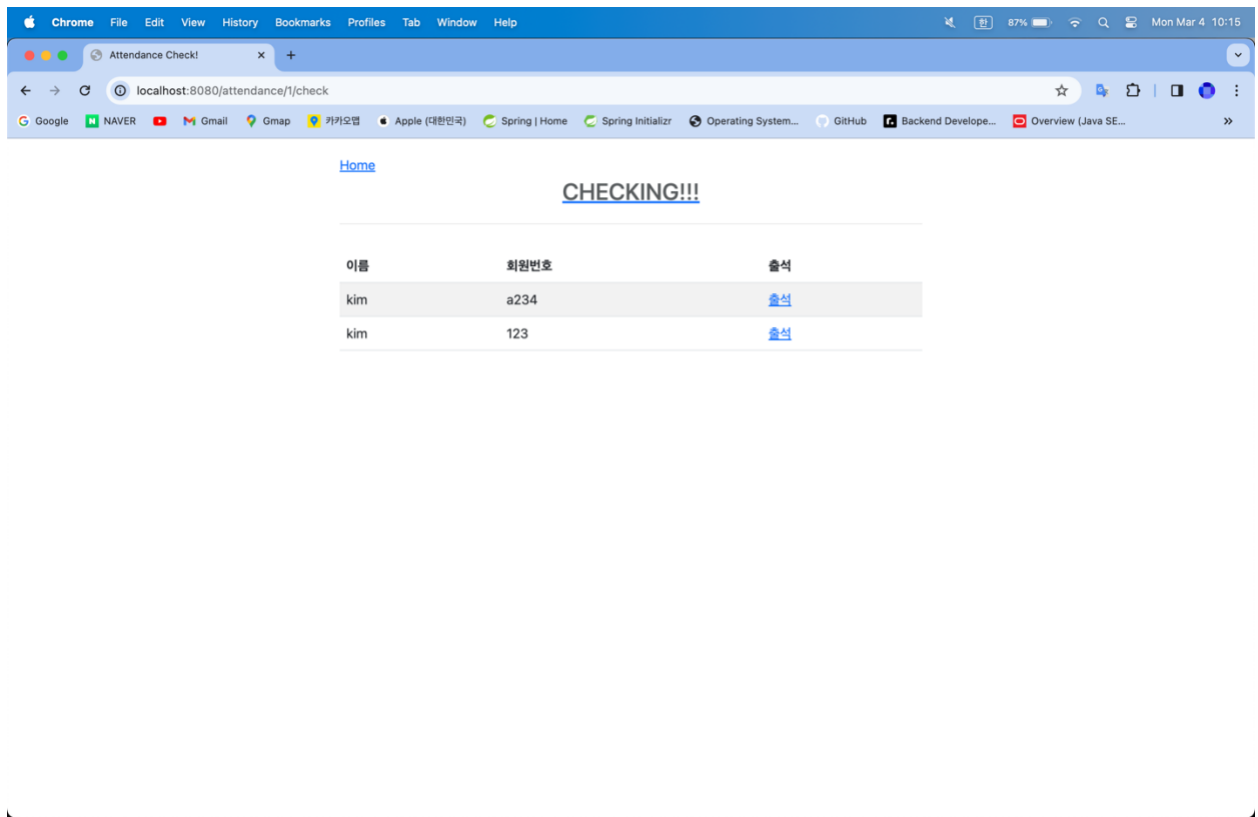 Chrome File Edit View History Bookmarks Profiles Tab Window Help 한 87% Mon Mar 4 10:15
Attendance Check!
localhost:8080/attendance/1/check
Google NAVER Gmail Gmap 카카오맵 Apple (대한민국) Spring | Home Spring Initializr Operating System... GitHub Backend Develope... Overview (Java SE...
Home
CHECKING!!!
이름 회원번호 출석
kim a234 출석
kim 123 출석